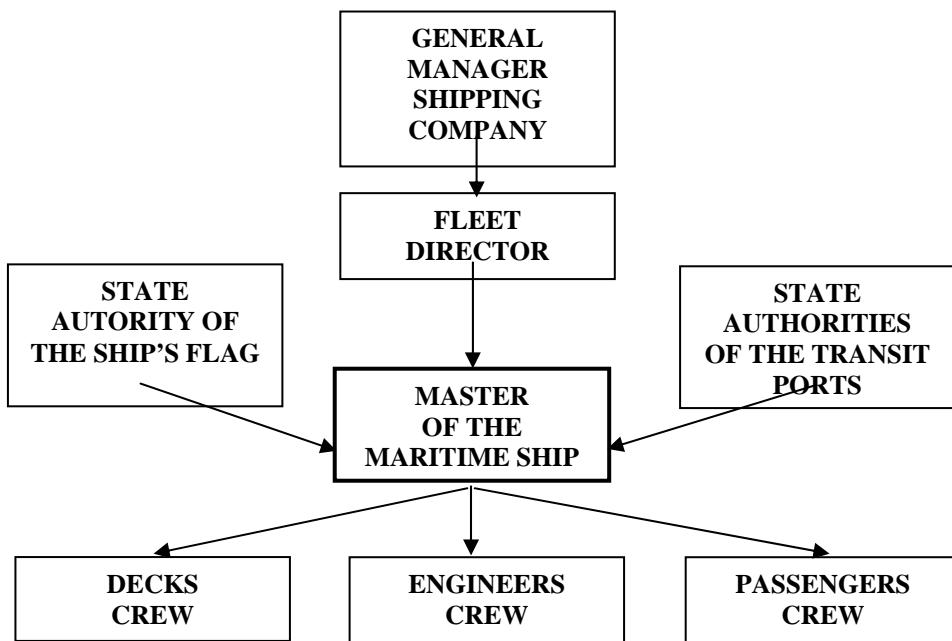 GENERAL
MANAGER
SHIPPING
COMPANY
FLEET
DIRECTOR
STATE
AUTORITY OF
THE SHIP’S FLAG
STATE
AUTHORITIES
OF THE TRANSIT
PORTS
MASTER
OF THE
MARITIME SHIP
DECKS
CREW
ENGINEERS
CREW
PASSENGERS
CREW